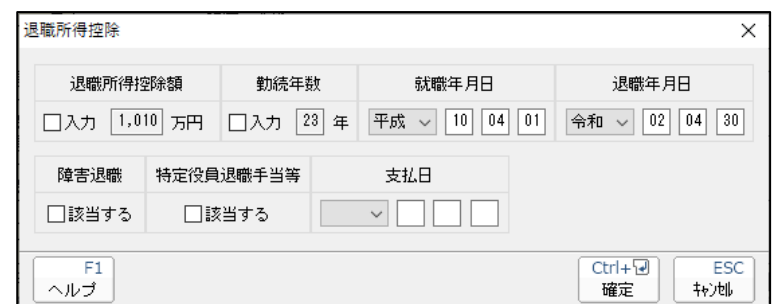 退職所得控除
退職所得控除額 勤続年数 就職年月日 退職年月日
入力 1,010 万円 入力 23 年 平成 10 04 01 令和 02 04 30
障害退職 特定役員退職手当等 支払日
該当する 該当する
F1 Ctrl+ ESC
ヘルプ 確定 キャンセル